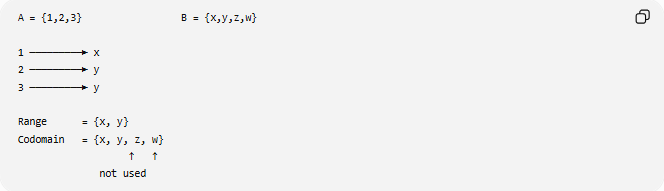 A = {1,2,3} B = {x,y,z,w}
1 ────────► x
2 ────────► y
3 ────────► y
Range = {x, y}
Codomain = {x, y, z, w}
↑ ↑
not used